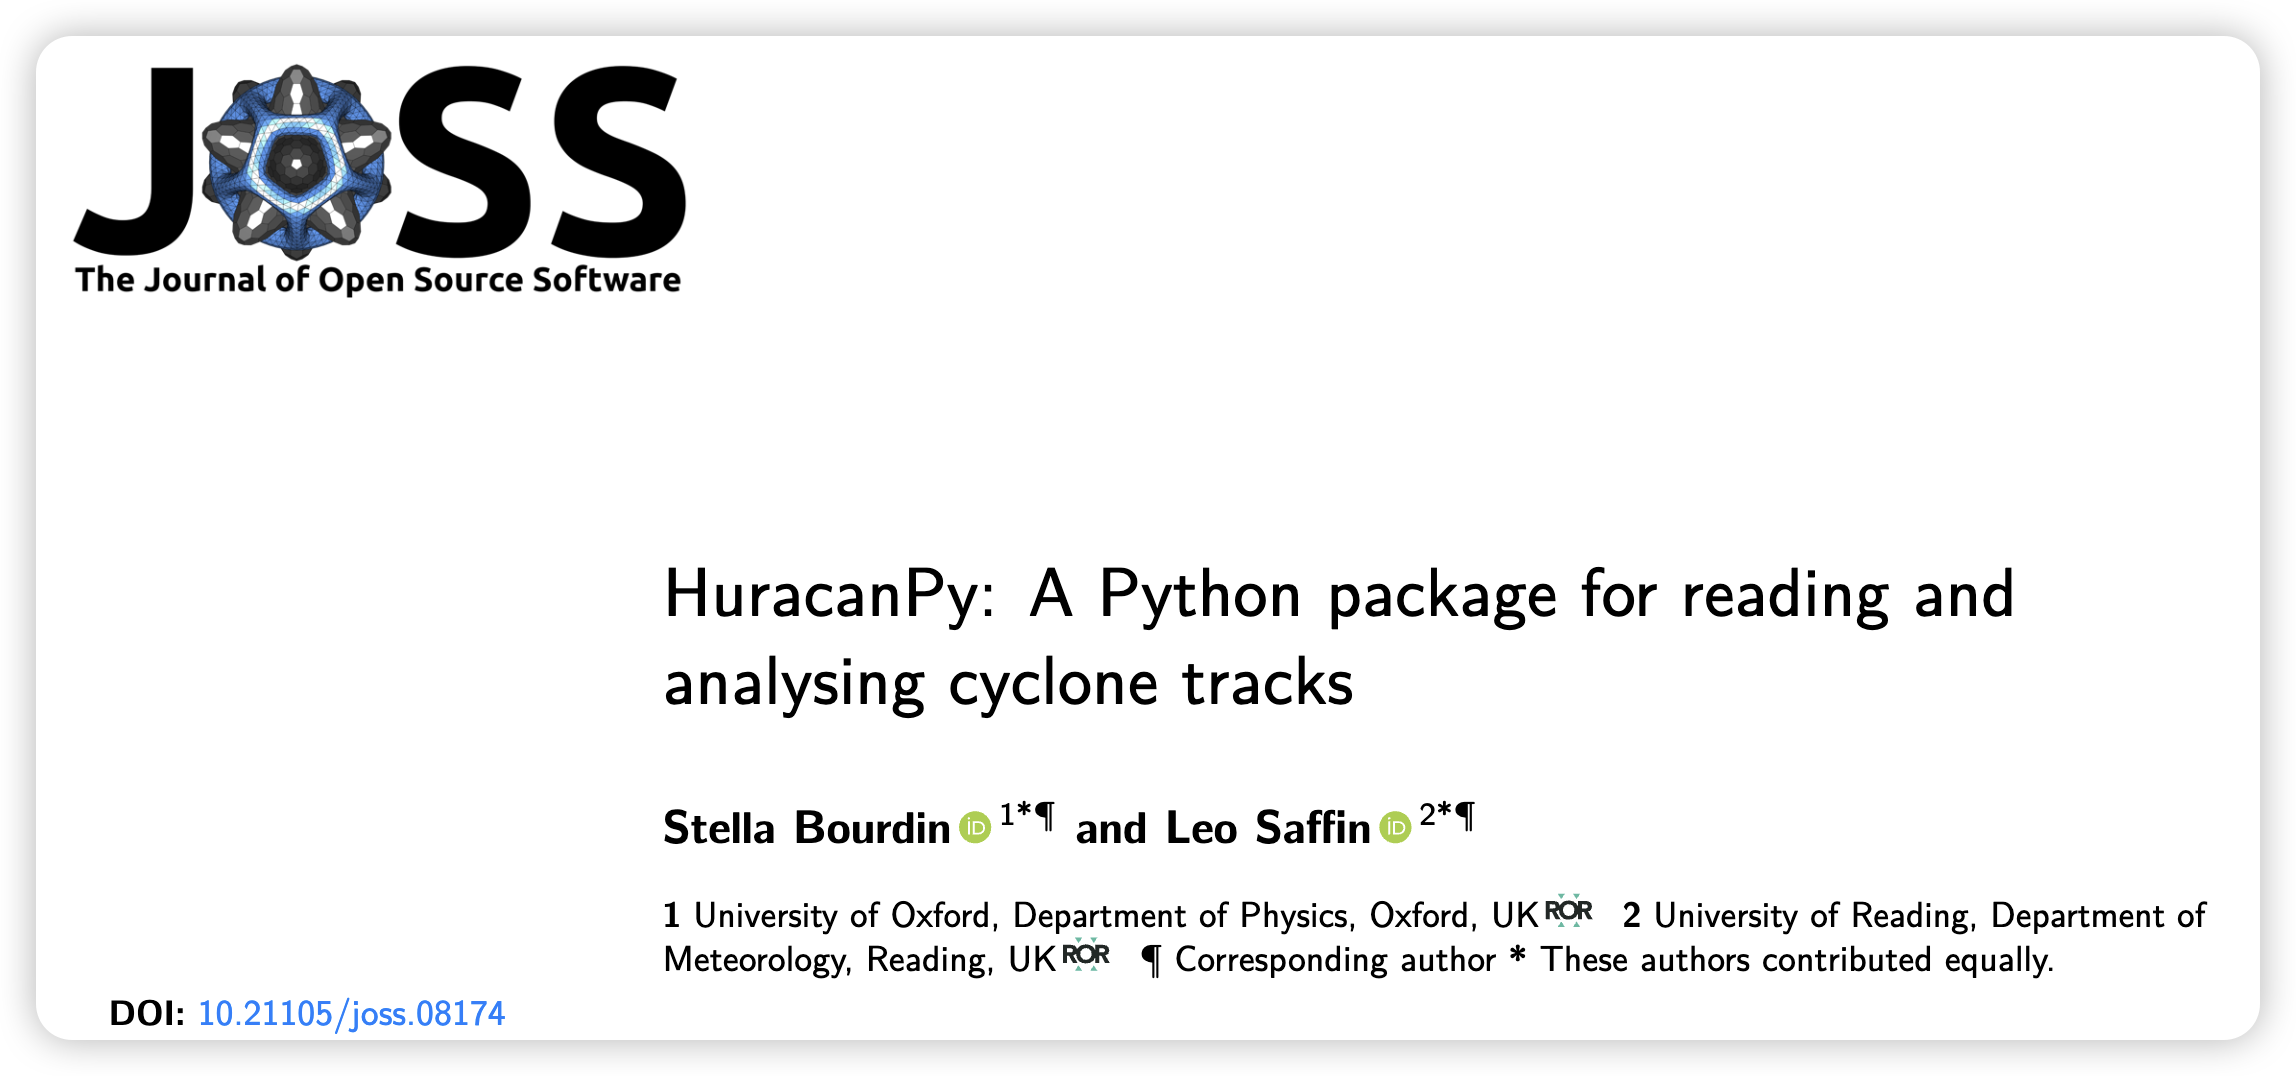 JOSS
The Journal of Open Source Software
HuracanPy: A Python package for reading and
analysing cyclone tracks
Stella Bourdin iD 1*¶ and Leo Saffin iD 2*¶
1 University of Oxford, Department of Physics, Oxford, UK ROR 2 University of Reading, Department of
Meteorology, Reading, UK ROR ¶ Corresponding author * These authors contributed equally.
DOI: 10.21105/joss.08174